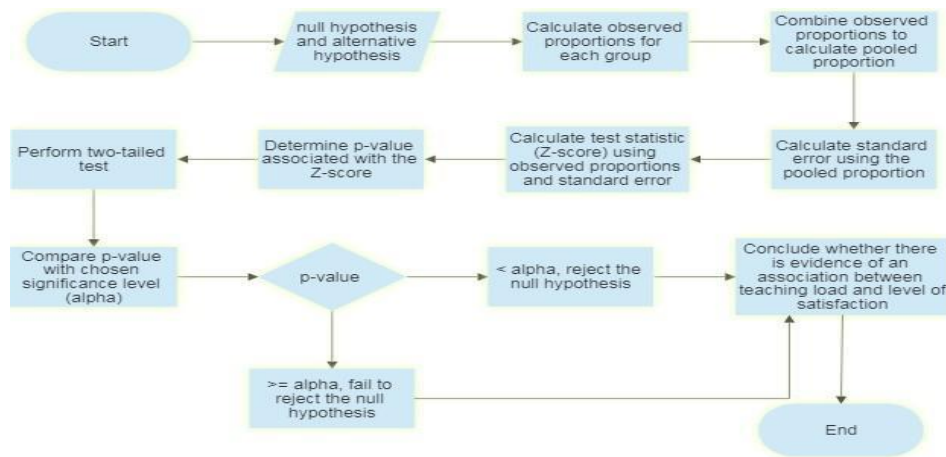 Start
null hypothesis
and alternative
hypothesis
Calculate observed
proportions for
each group
Combine observed
proportions to
calculate pooled
proportion
Calculate standard
error using the
pooled proportion
Calculate test statistic
(Z-score) using
observed proportions
and standard error
Determine p-value
associated with the
Z-score
Perform two-tailed
test
Compare p-value
with chosen
significance level
(alpha)
p-value
< alpha, reject the
null hypothesis
>= alpha, fail to
reject the null
hypothesis
Conclude whether there
is evidence of an
association between
teaching load and level of
satisfaction
End